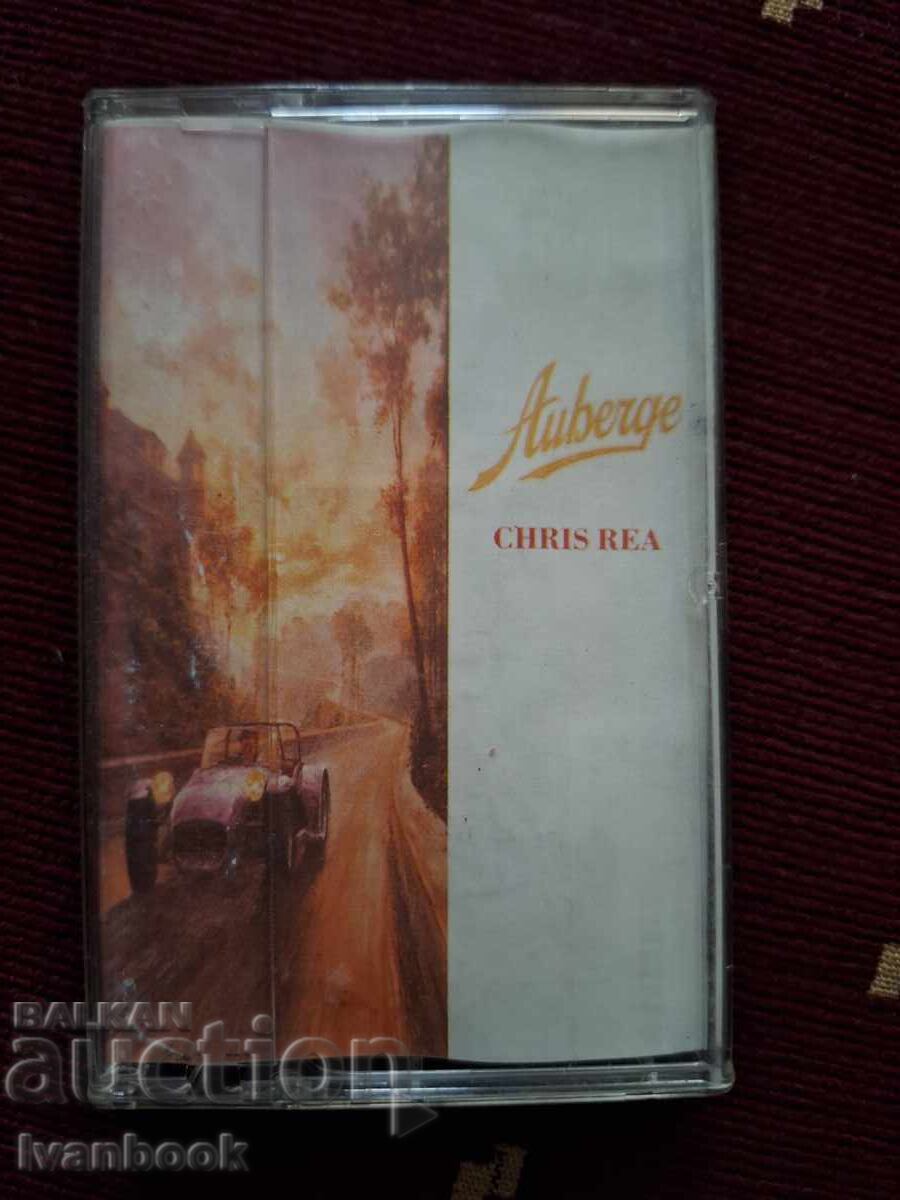 Auberge
CHRIS REA
BALKAN
auction
Ivanbook